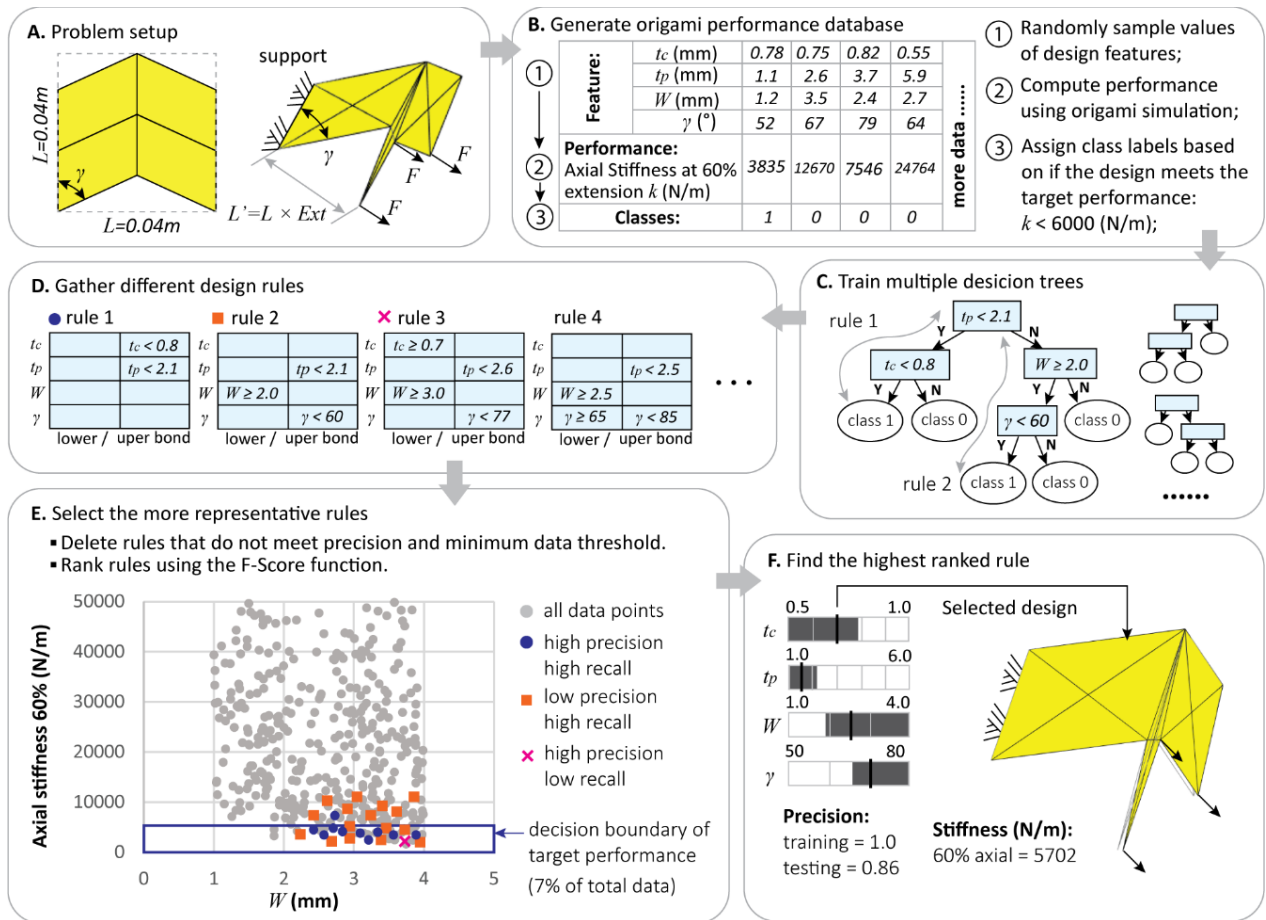 A. Problem setup
L=0.04m
γ
L=0.04m
support
γ
F
F
F
L'=L × Ext
B. Generate origami performance database
1
2
3
Feature:
tc (mm) 0.78 0.75 0.82 0.55
tp (mm) 1.1 2.6 3.7 5.9
W (mm) 1.2 3.5 2.4 2.7
γ (°) 52 67 79 64
Performance:
Axial Stiffness at 60%
extension k (N/m)
3835 12670 7546 24764
Classes: 1 0 0 0
more data ......
1 Randomly sample values
of design features;
2 Compute performance
using origami simulation;
3 Assign class labels based
on if the design meets the
target performance:
k < 6000 (N/m);
C. Train multiple desicion trees
rule 1
tp < 2.1
Y N
tc < 0.8
W ≥ 2.0
Y N
Y N
class 1
class 0
γ < 60
class 0
Y N
rule 2
class 1
class 0
......
D. Gather different design rules
rule 1
rule 2
rule 3
rule 4
tc tc < 0.8
tp tp < 2.1
W
γ
lower / uper bond
tc
tp tp < 2.1
W W ≥ 2.0
γ γ < 60
lower / uper bond
tc tc ≥ 0.7
tp tp < 2.6
W W ≥ 3.0
γ γ < 77
lower / uper bond
tc
tp tp < 2.5
W W ≥ 2.5
γ γ ≥ 65 γ < 85
lower / uper bond
...
E. Select the more representative rules
▪ Delete rules that do not meet precision and minimum data threshold.
▪ Rank rules using the F-Score function.
Axial stiffness 60% (N/m)
50000
40000
30000
20000
10000
0
0 1 2 3 4 5
W (mm)
all data points
high precision
high recall
low precision
high recall
high precision
low recall
decision boundary of
target performance
(7% of total data)
F. Find the highest ranked rule
0.5 1.0
tc
1.0 6.0
tp
1.0 4.0
W
50 80
γ
Selected design
Precision:
training = 1.0
testing = 0.86
Stiffness (N/m):
60% axial = 5702